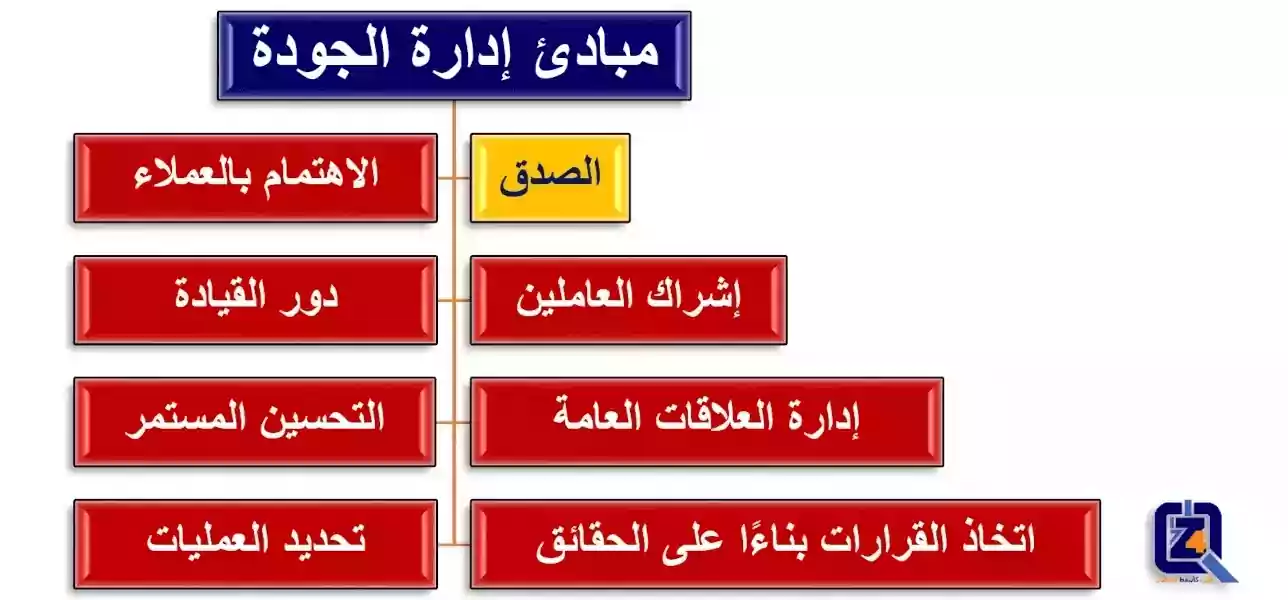 مبادئ إدارة الجودة
الصدق
الاهتمام بالعملاء
إشراك العاملين
دور القيادة
إدارة العلاقات العامة
التحسين المستمر
اتخاذ القرارات بناءًا على الحقائق
تحديد العمليات
Z4